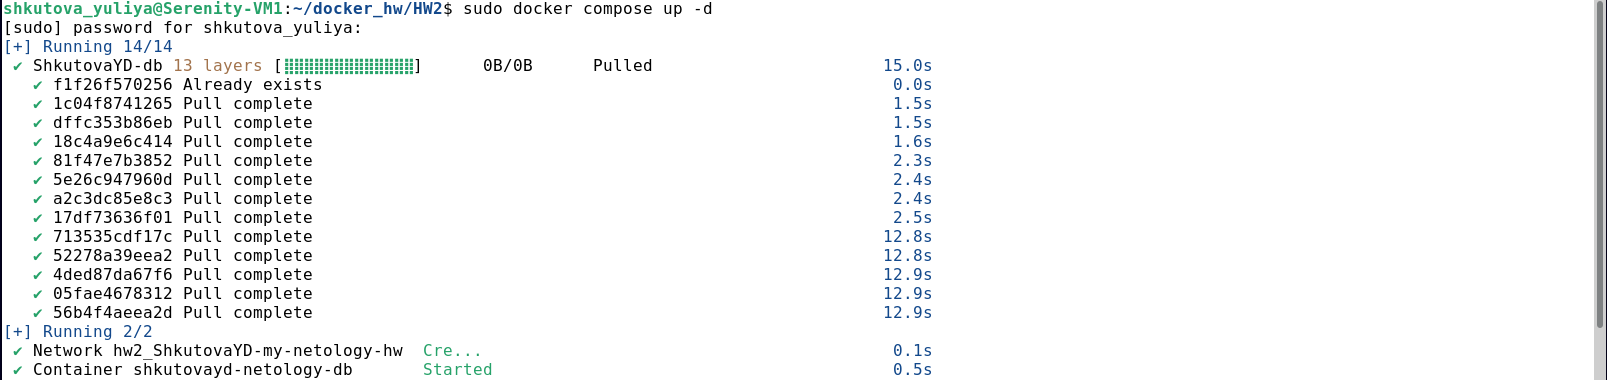 shkutova_yuliya@Serenity-VM1:~/docker_hw/HW2$ sudo docker compose up -d
[sudo] password for shkutova_yuliya:
[+] Running 14/14
✔ ShkutovaYD-db 13 layers [⣿⣿⣿⣿⣿⣿⣿⣿⣿⣿⣿⣿⣿] 0B/0B Pulled 15.0s
✔ f1f26f570256 Already exists 0.0s
✔ 1c04f8741265 Pull complete 1.5s
✔ dffc353b86eb Pull complete 1.5s
✔ 18c4a9e6c414 Pull complete 1.6s
✔ 81f47e7b3852 Pull complete 2.3s
✔ 5e26c947960d Pull complete 2.4s
✔ a2c3dc85e8c3 Pull complete 2.4s
✔ 17df73636f01 Pull complete 2.5s
✔ 713535cdf17c Pull complete 12.8s
✔ 52278a39eea2 Pull complete 12.8s
✔ 4ded87da67f6 Pull complete 12.9s
✔ 05fae4678312 Pull complete 12.9s
✔ 56b4f4aeea2d Pull complete 12.9s
[+] Running 2/2
✔ Network hw2_ShkutovaYD-my-netology-hw Cre... 0.1s
✔ Container shkutovayd-netology-db Started 0.5s